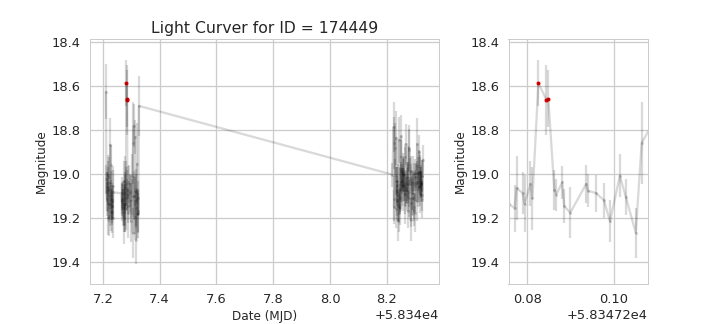 Light Curver for ID = 174449
18.4
18.6
18.8
19.0
19.2
19.4
Magnitude
7.2 7.4 7.6 7.8 8.0 8.2
Date (MJD)
+5.834e4
18.4
18.6
18.8
19.0
19.2
19.4
Magnitude
0.08 0.10
+5.83472e4